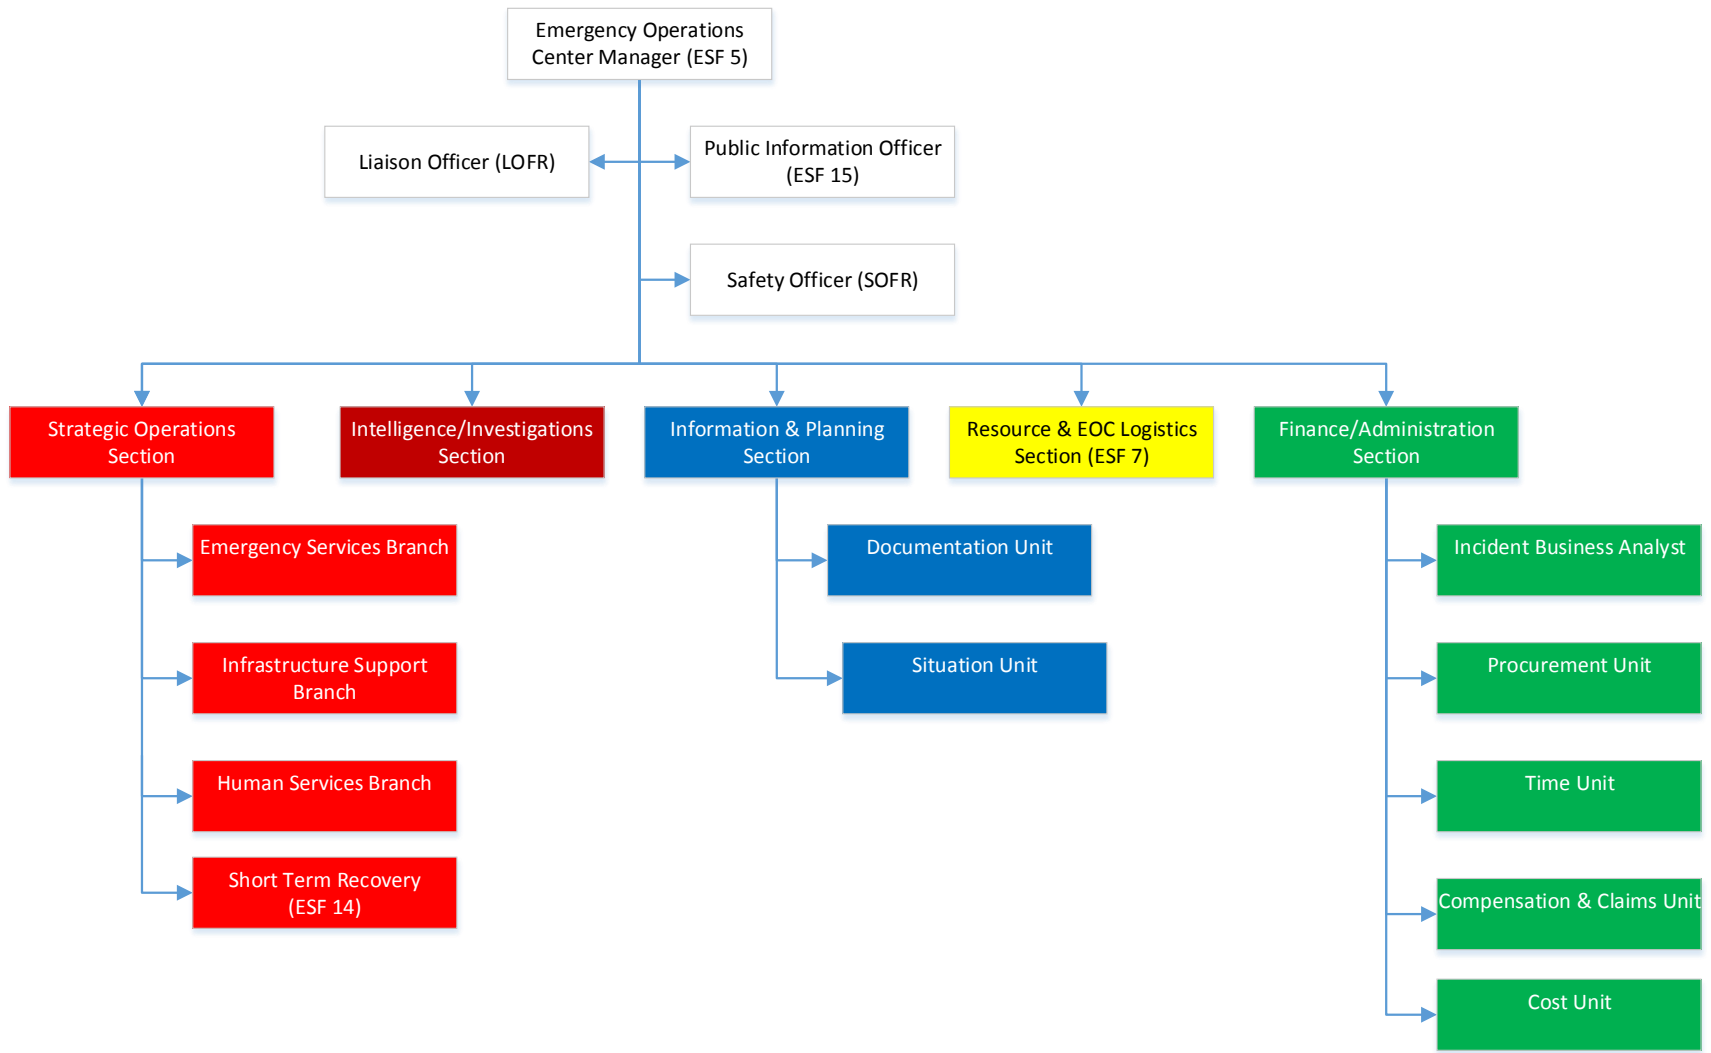 Emergency Operations
Center Manager (ESF 5)
Liaison Officer (LOFR)
Public Information Officer
(ESF 15)
Safety Officer (SOFR)
Strategic Operations
Section
Intelligence/Investigations
Section
Information & Planning
Section
Resource & EOC Logistics
Section (ESF 7)
Finance/Administration
Section
Emergency Services Branch
Infrastructure Support
Branch
Human Services Branch
Short Term Recovery
(ESF 14)
Documentation Unit
Situation Unit
Incident Business Analyst
Procurement Unit
Time Unit
Compensation & Claims Unit
Cost Unit